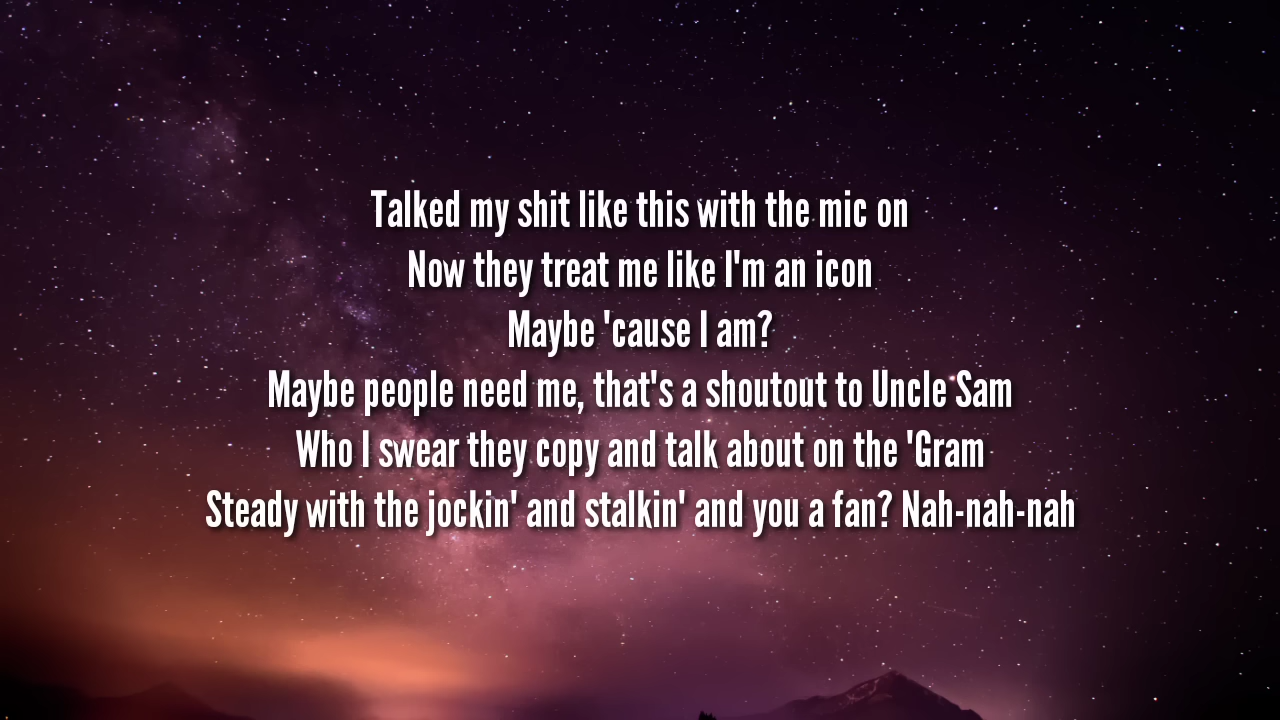 Talked my shit like this with the mic on
Now they treat me like I'm an icon
Maybe 'cause I am?
Maybe people need me, that's a shoutout to Uncle Sam
Who I swear they copy and talk about on the 'Gram
Steady with the jockin' and stalkin' and you a fan? Nah-nah-nah